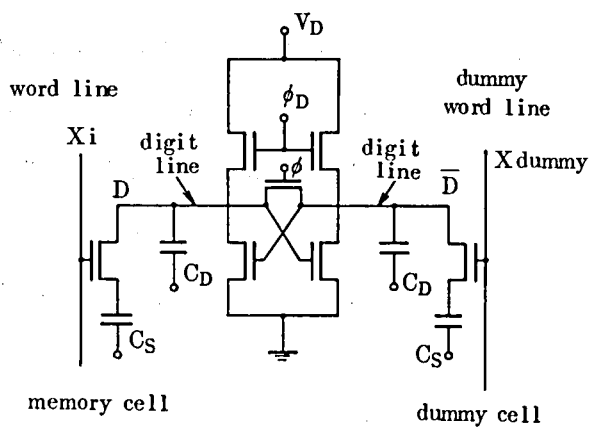 V_D
word line
dummy
word line
ϕ_D
Xi
digit
line
ϕ
digit
line
X dummy
D
D̅
C_D
C_D
C_S
C_S
memory cell
dummy cell